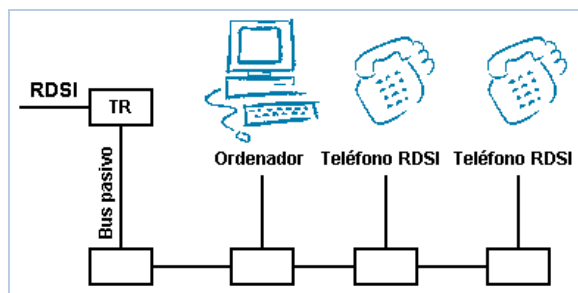 RDSI
TR
Bus pasivo
Ordenador
Teléfono RDSI
Teléfono RDSI